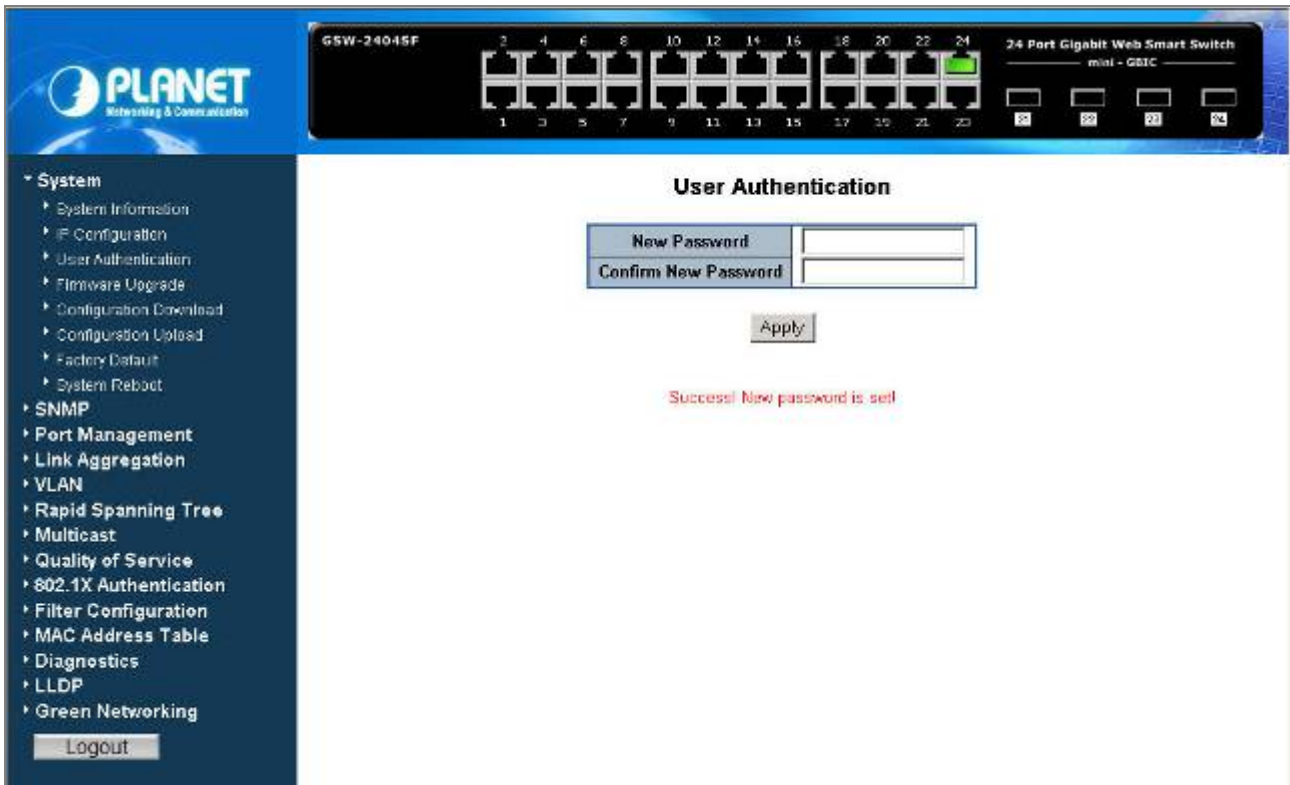 PLANET
Networking & Communication
GSW-2404SF
2 4 6 8 10 12 14 16 18 20 22 24
1 3 5 7 9 11 13 15 17 19 21 23
24 Port Gigabit Web Smart Switch
mini - GBIC
21 22 23 24
System
System Information
IP Configuration
User Authentication
Firmware Upgrade
Configuration Download
Configuration Upload
Factory Default
System Reboot
SNMP
Port Management
Link Aggregation
VLAN
Rapid Spanning Tree
Multicast
Quality of Service
802.1X Authentication
Filter Configuration
MAC Address Table
Diagnostics
LLDP
Green Networking
Logout
User Authentication
New Password
Confirm New Password
Apply
Success! New password is set!